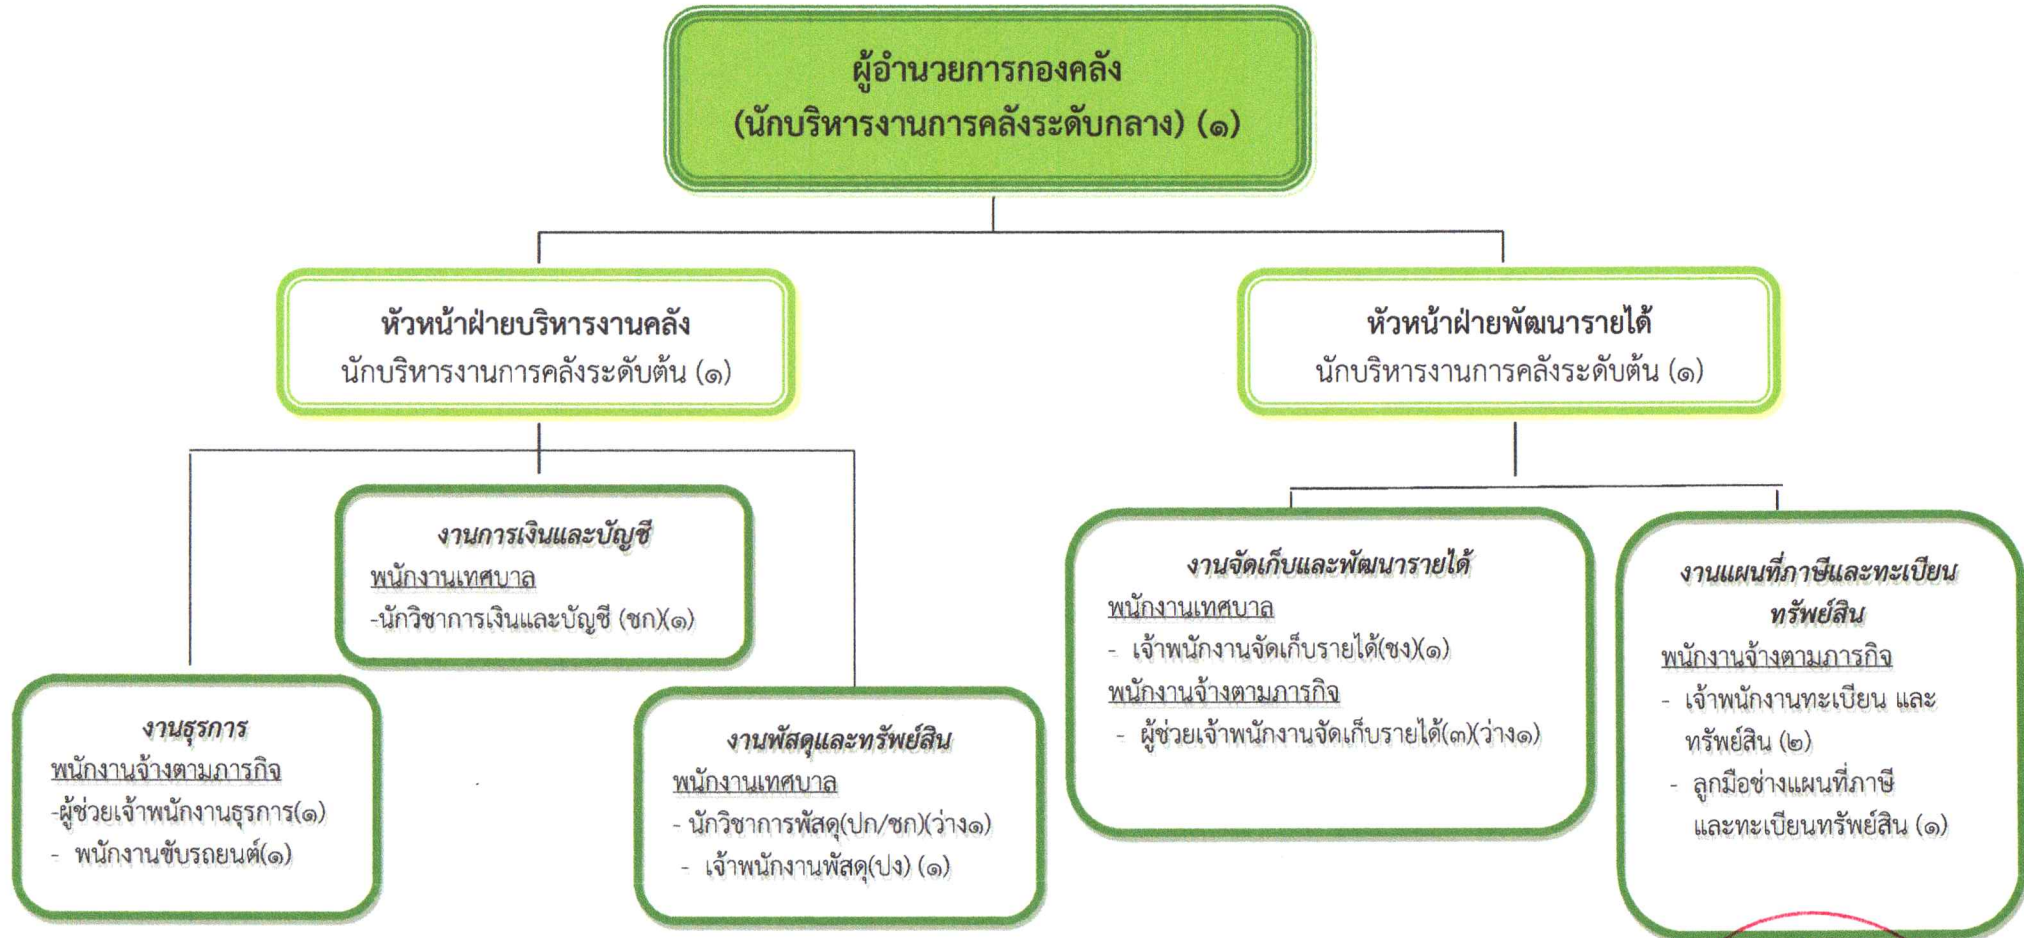 ผู้อำนวยการกองคลัง
(นักบริหารงานการคลังระดับกลาง) (๑)
หัวหน้าฝ่ายบริหารงานคลัง
นักบริหารงานการคลังระดับต้น (๑)
หัวหน้าฝ่ายพัฒนารายได้
นักบริหารงานการคลังระดับต้น (๑)
งานธุรการ
พนักงานจ้างตามภารกิจ
-ผู้ช่วยเจ้าพนักงานธุรการ(๑)
- พนักงานขับรถยนต์(๑)
งานการเงินและบัญชี
พนักงานเทศบาล
-นักวิชาการเงินและบัญชี (ชก)(๑)
งานพัสดุและทรัพย์สิน
พนักงานเทศบาล
- นักวิชาการพัสดุ(ปก/ชก)(ว่าง๑)
- เจ้าพนักงานพัสดุ(ปง) (๑)
งานจัดเก็บและพัฒนารายได้
พนักงานเทศบาล
- เจ้าพนักงานจัดเก็บรายได้(ชง)(๑)
พนักงานจ้างตามภารกิจ
- ผู้ช่วยเจ้าพนักงานจัดเก็บรายได้(๓)(ว่าง๑)
งานแผนที่ภาษีและทะเบียน
ทรัพย์สิน
พนักงานจ้างตามภารกิจ
- เจ้าพนักงานทะเบียน และ
ทรัพย์สิน (๒)
- ลูกมือช่างแผนที่ภาษี
และทะเบียนทรัพย์สิน (๑)